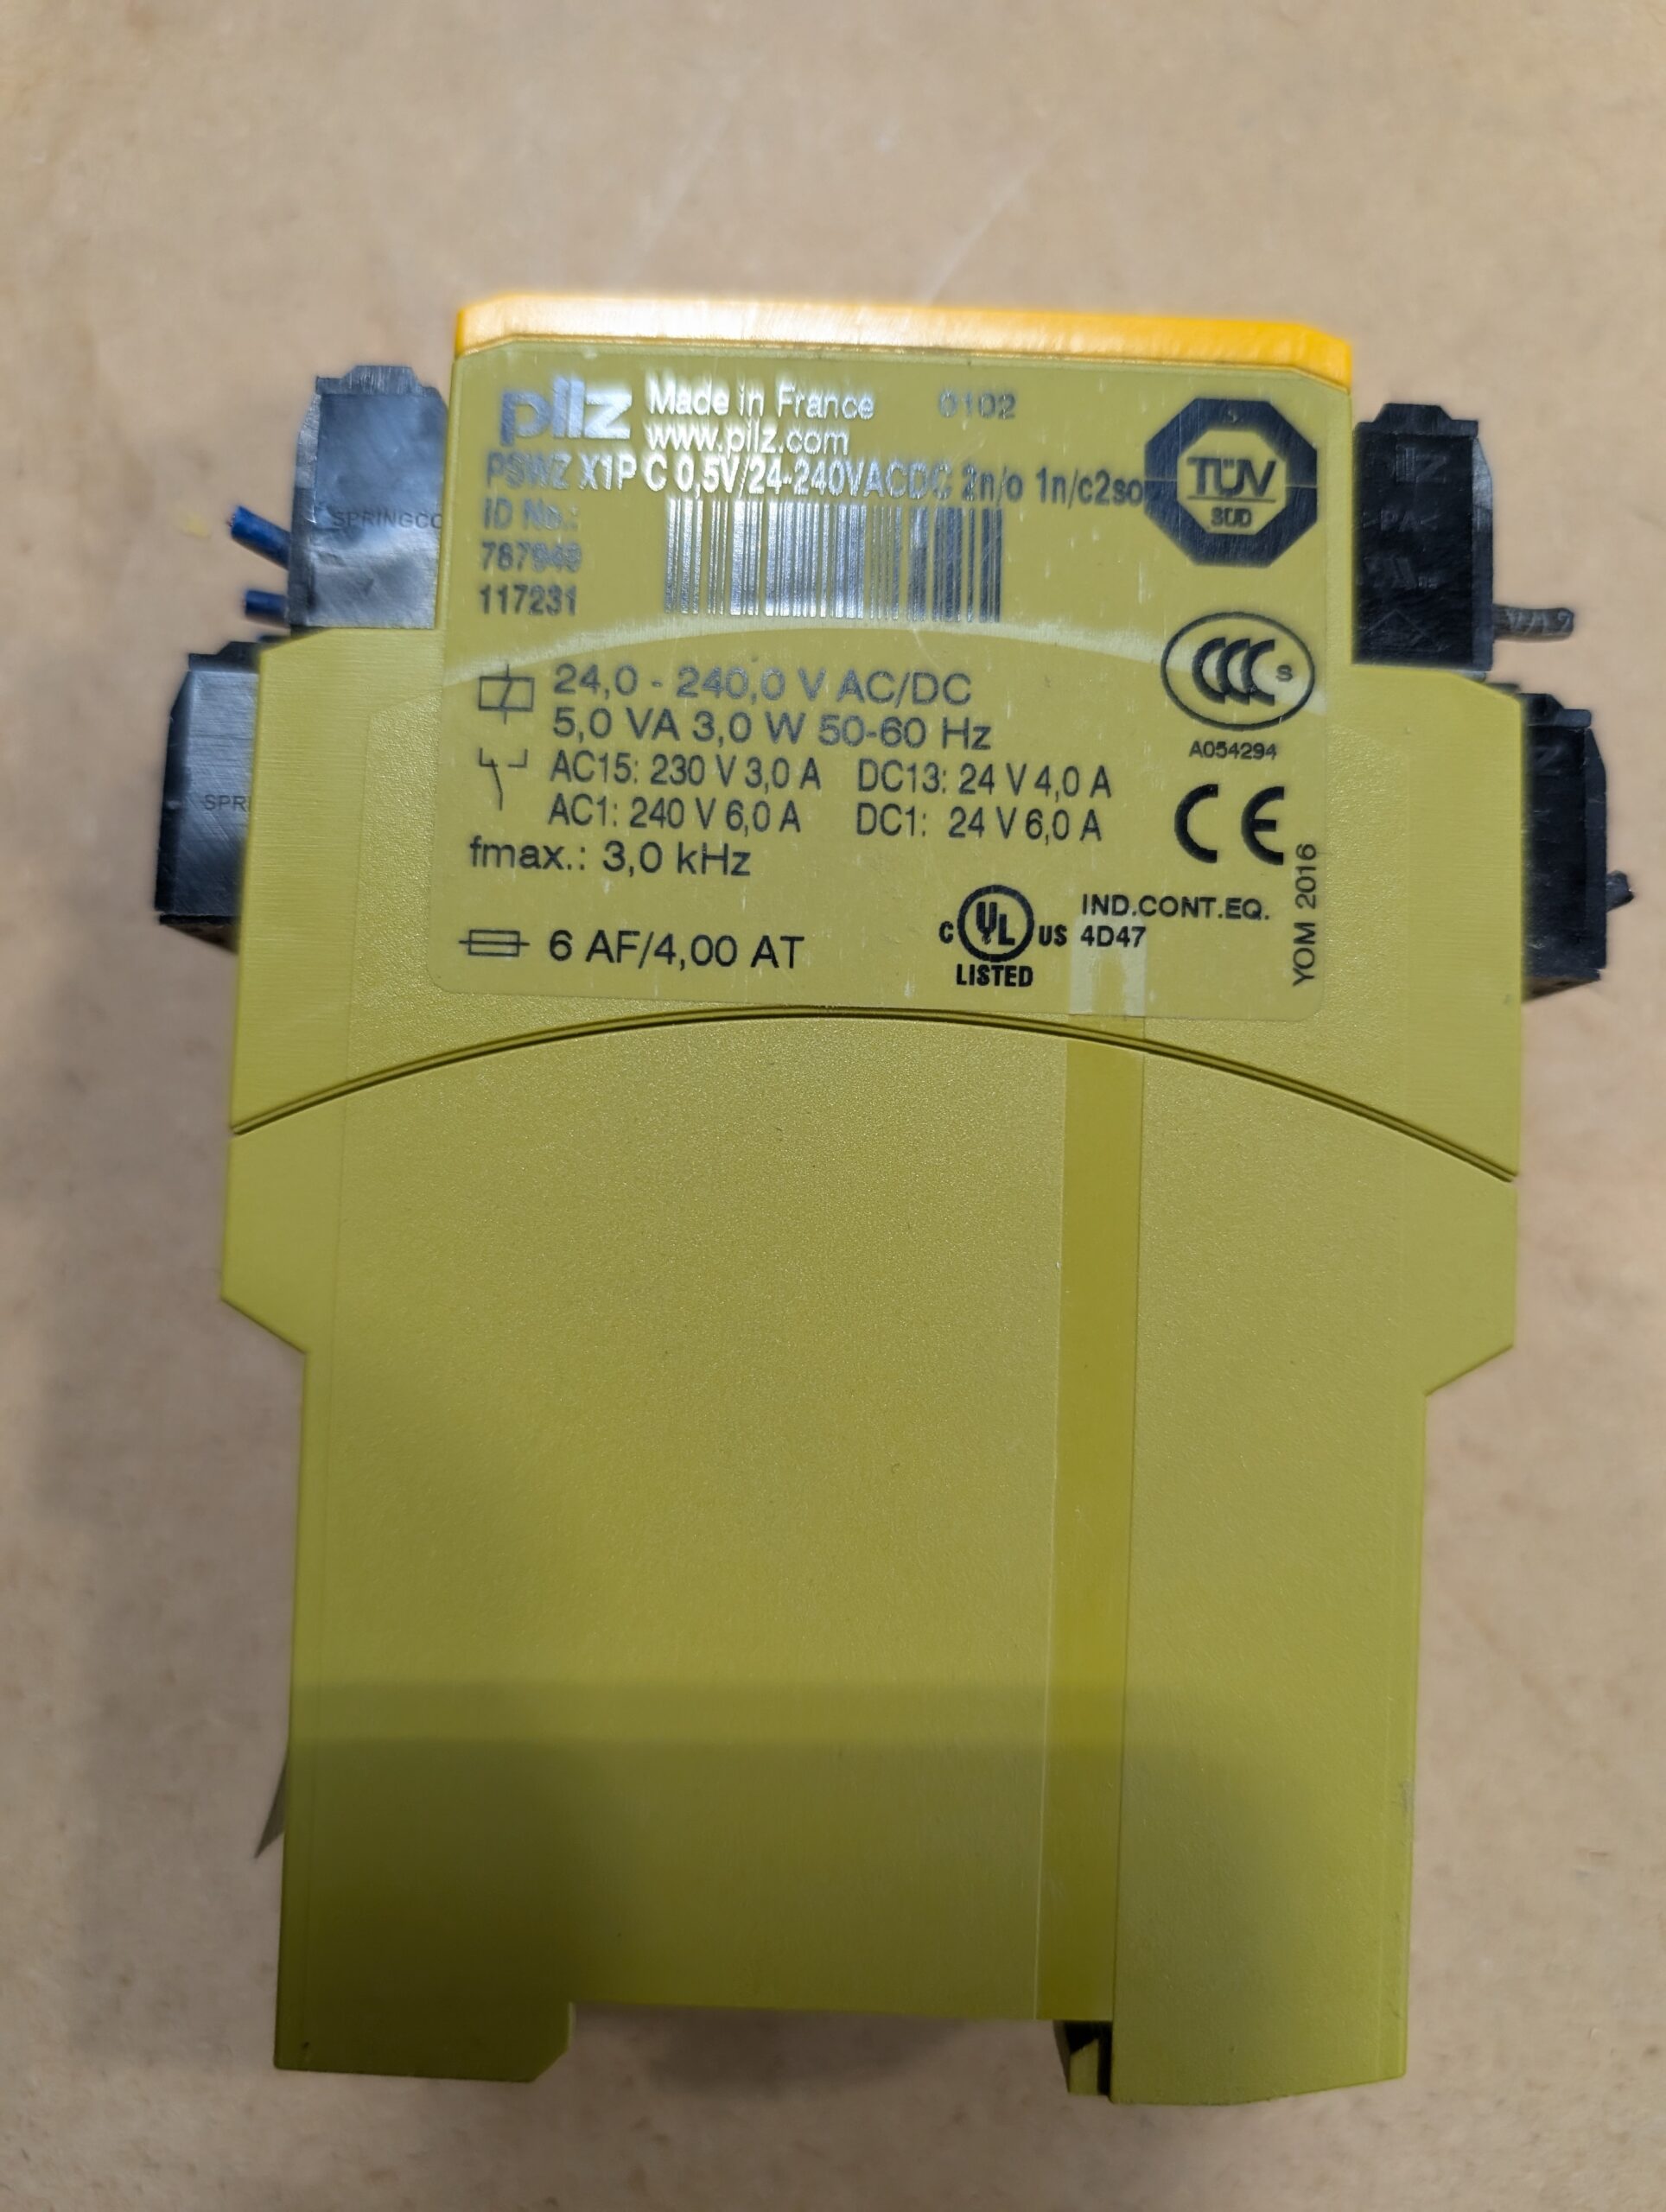 pilz Made in France 0102
www.pilz.com
PSWZ X1P C 0,5V/24-240VACDC 2n/o 1n/c2so
ID No.:
787949
117231
TÜV
SÜD
SPRINGCO
>PA<
24,0 - 240,0 V AC/DC
5,0 VA 3,0 W 50-60 Hz
AC15: 230 V 3,0 A DC13: 24 V 4,0 A
AC1: 240 V 6,0 A DC1: 24 V 6,0 A
fmax.: 3,0 kHz
6 AF/4,00 AT
CCC S
A054294
CE
SPRI
C UL US
LISTED
IND.CONT.EQ.
4D47
YOM 2016